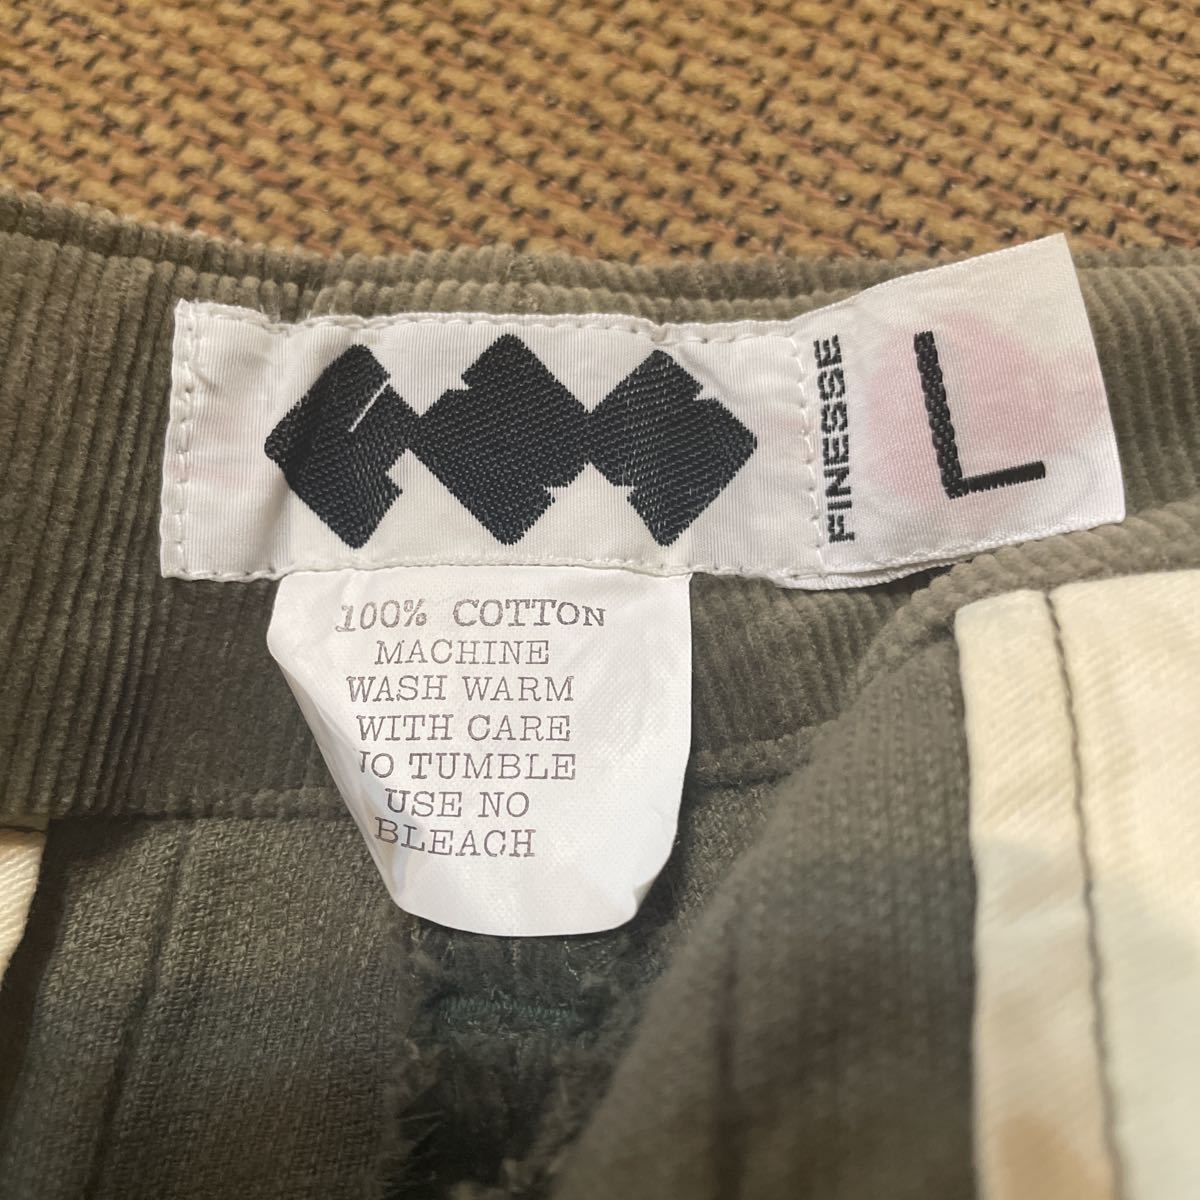 FINESSE
L
100% COTTON
MACHINE
WASH WARM
WITH CARE
NO TUMBLE
USE NO
BLEACH